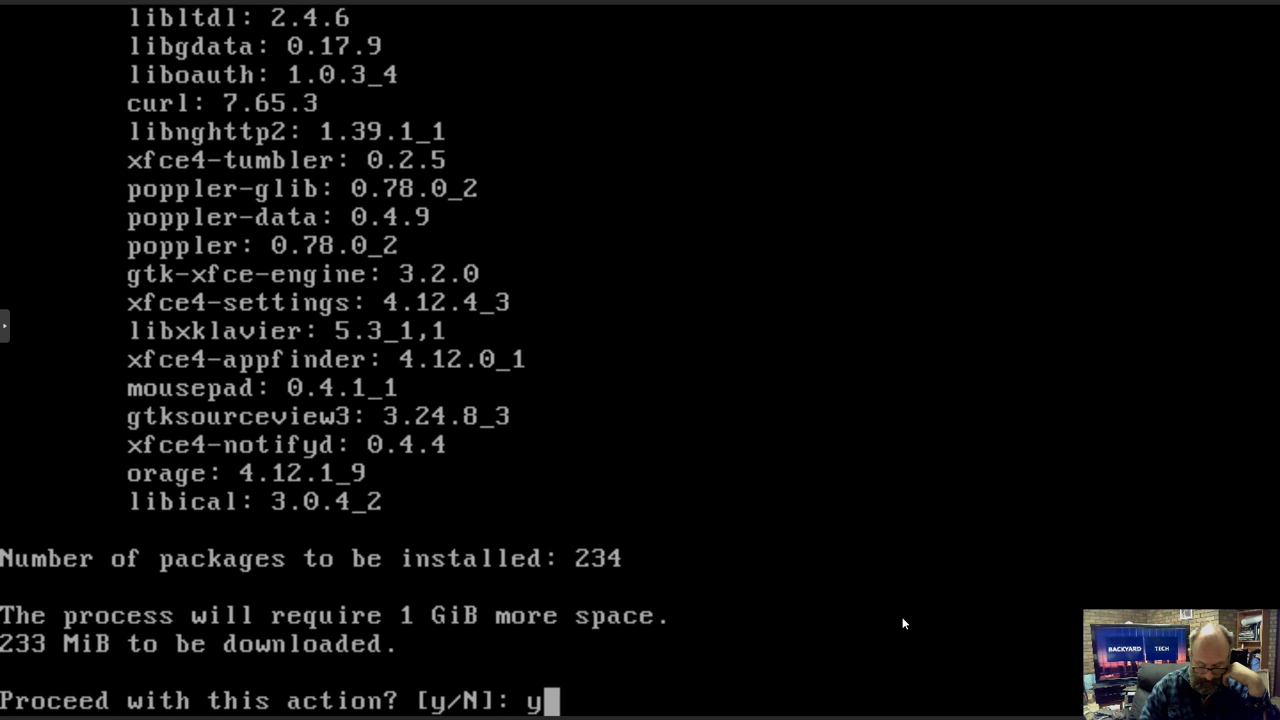 libltdl: 2.4.6
libgdata: 0.17.9
liboauth: 1.0.3_4
curl: 7.65.3
libnghttp2: 1.39.1_1
xfce4-tumbler: 0.2.5
poppler-glib: 0.78.0_2
poppler-data: 0.4.9
poppler: 0.78.0_2
gtk-xfce-engine: 3.2.0
xfce4-settings: 4.12.4_3
libxklavier: 5.3_1,1
xfce4-appfinder: 4.12.0_1
mousepad: 0.4.1_1
gtksourceview3: 3.24.8_3
xfce4-notifyd: 0.4.4
orage: 4.12.1_9
libical: 3.0.4_2
Number of packages to be installed: 234
The process will require 1 GiB more space.
233 MiB to be downloaded.
Proceed with this action? [y/N]: y
BACKYARD TECH